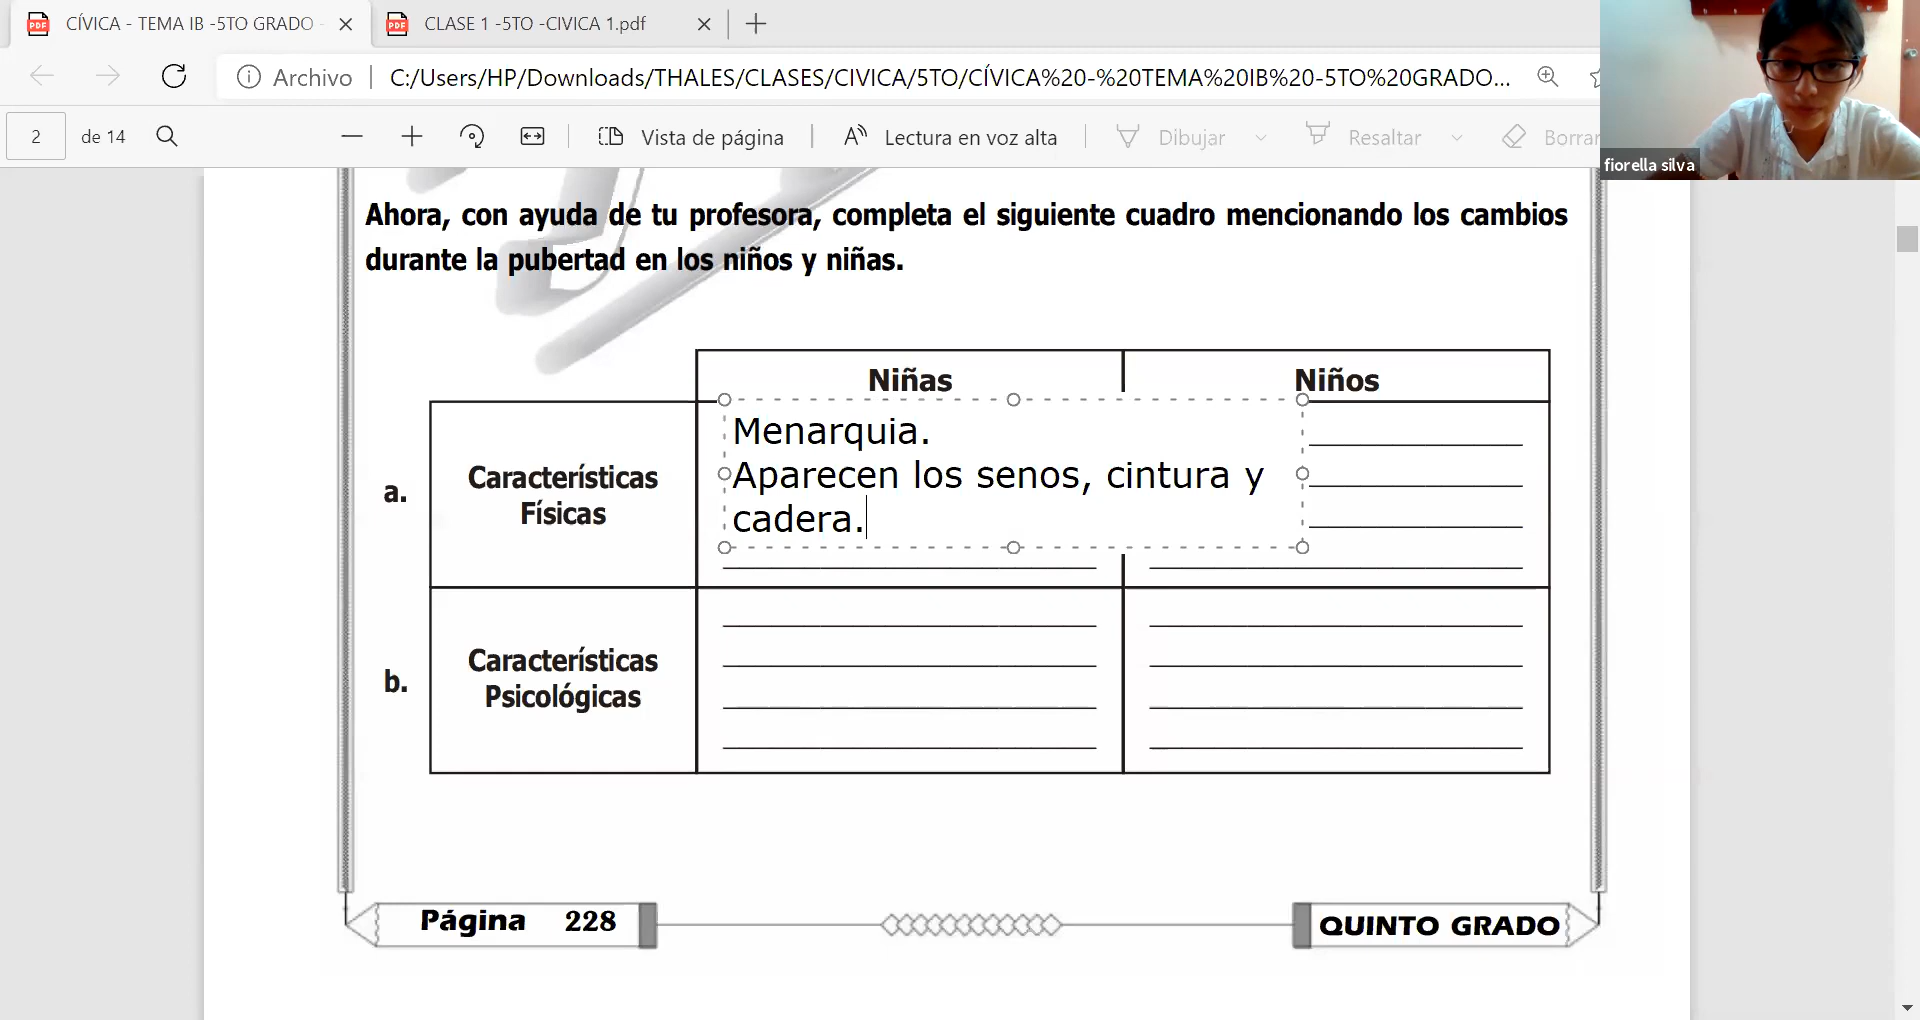 CÍVICA - TEMA IB -5TO GRADO -
CLASE 1 -5TO -CIVICA 1.pdf
Archivo
C:/Users/HP/Downloads/THALES/CLASES/CIVICA/5TO/CÍVICA%20-%20TEMA%20IB%20-5TO%20GRADO...
2 de 14
Vista de página
Lectura en voz alta
Dibujar
Resaltar
Borrar
fiorella silva
Ahora, con ayuda de tu profesora, completa el siguiente cuadro mencionando los cambios
durante la pubertad en los niños y niñas.
Niñas
Niños
a.
Características
Físicas
Menarquia.
Aparecen los senos, cintura y
cadera.
b.
Características
Psicológicas
Página 228
QUINTO GRADO